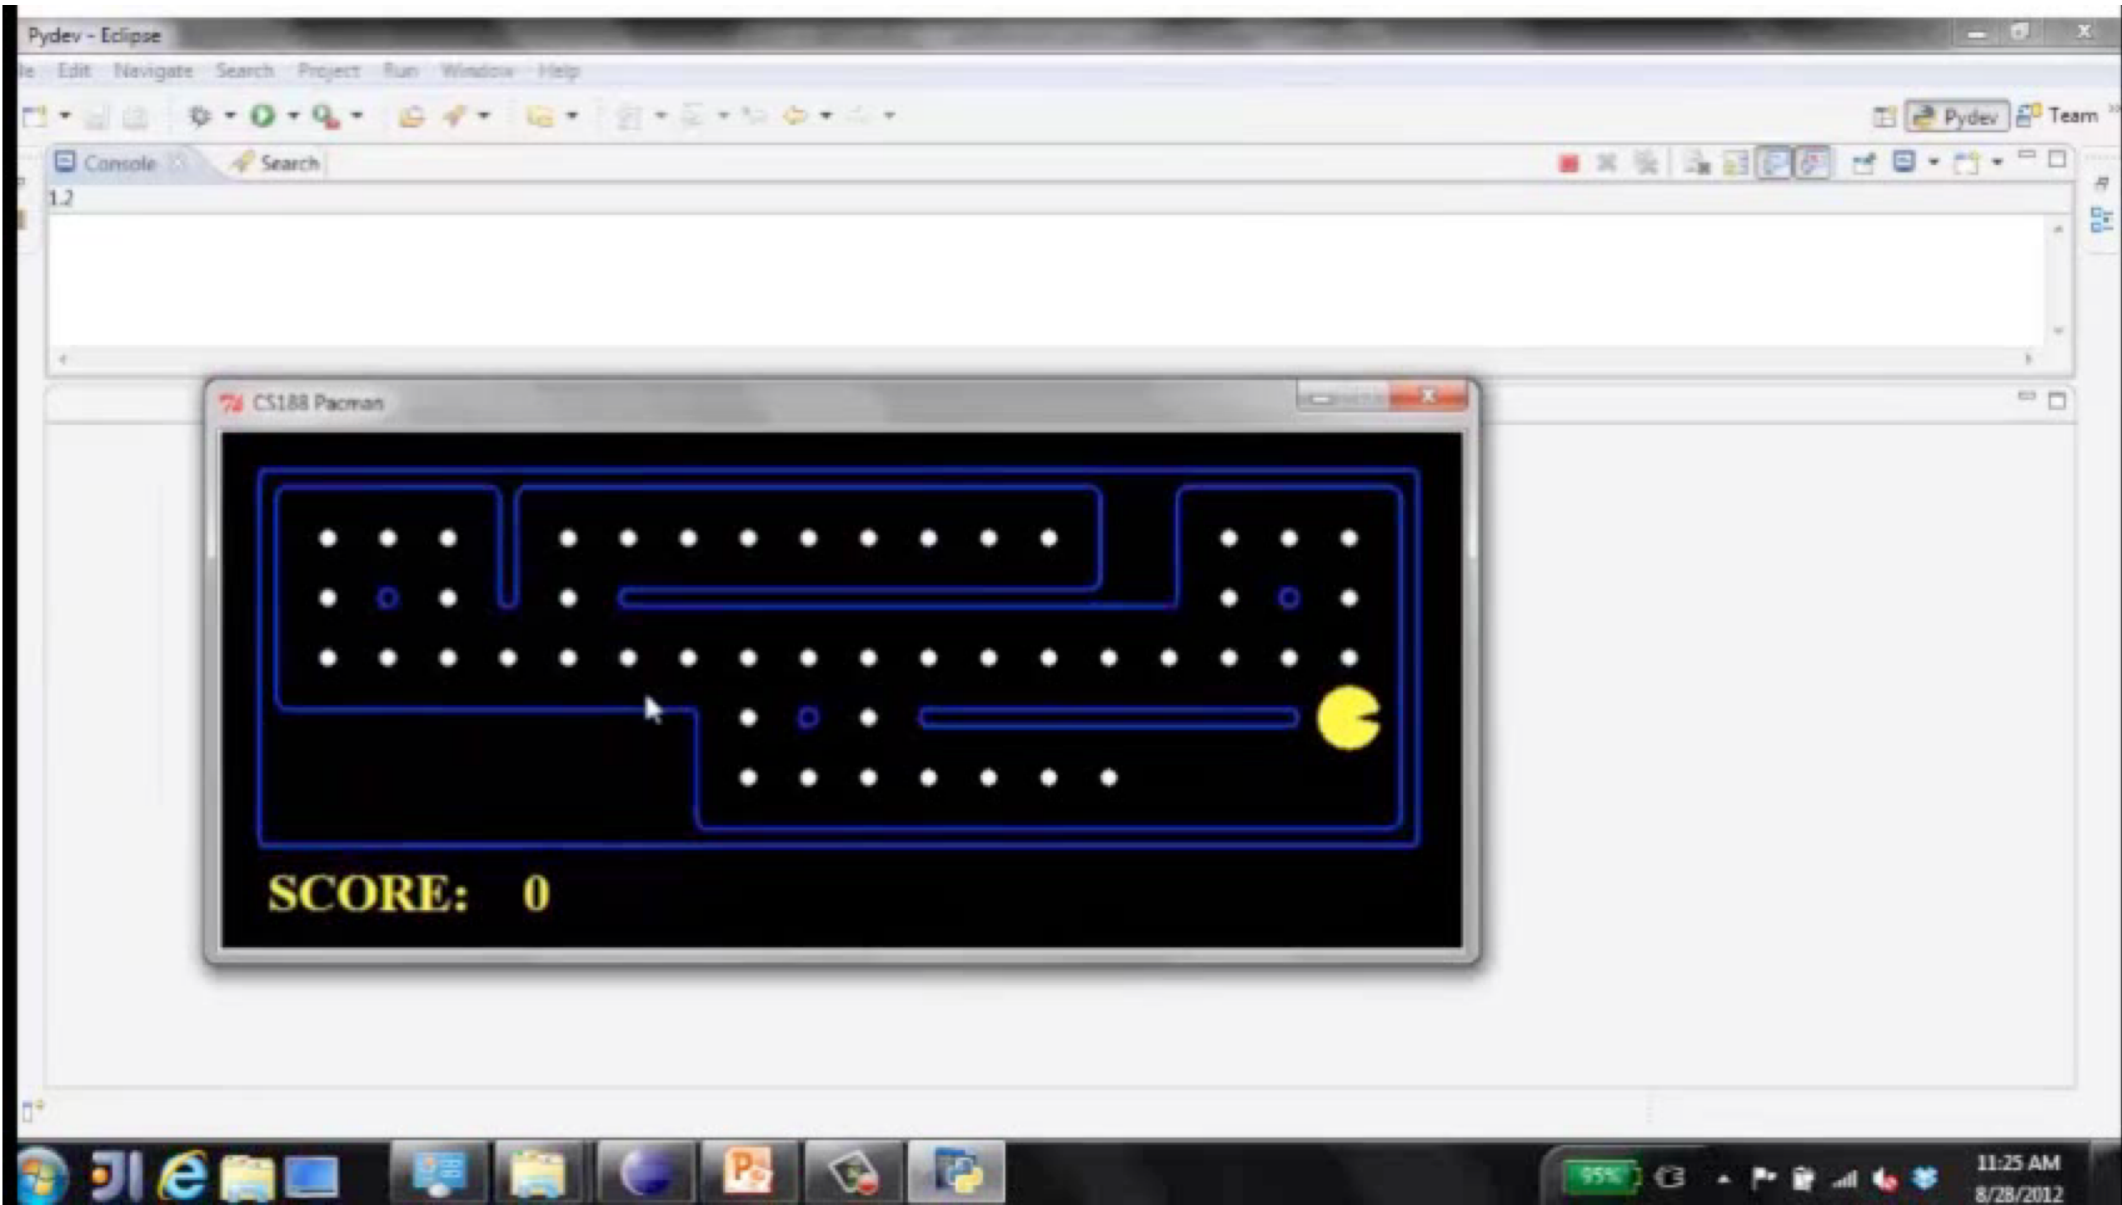 Pydev - Eclipse
Edit Navigate Search Project Run Window Help
Pydev Team
Console Search
1.2
CS188 Pacman
SCORE: 0
95%
11:25 AM
8/28/2012